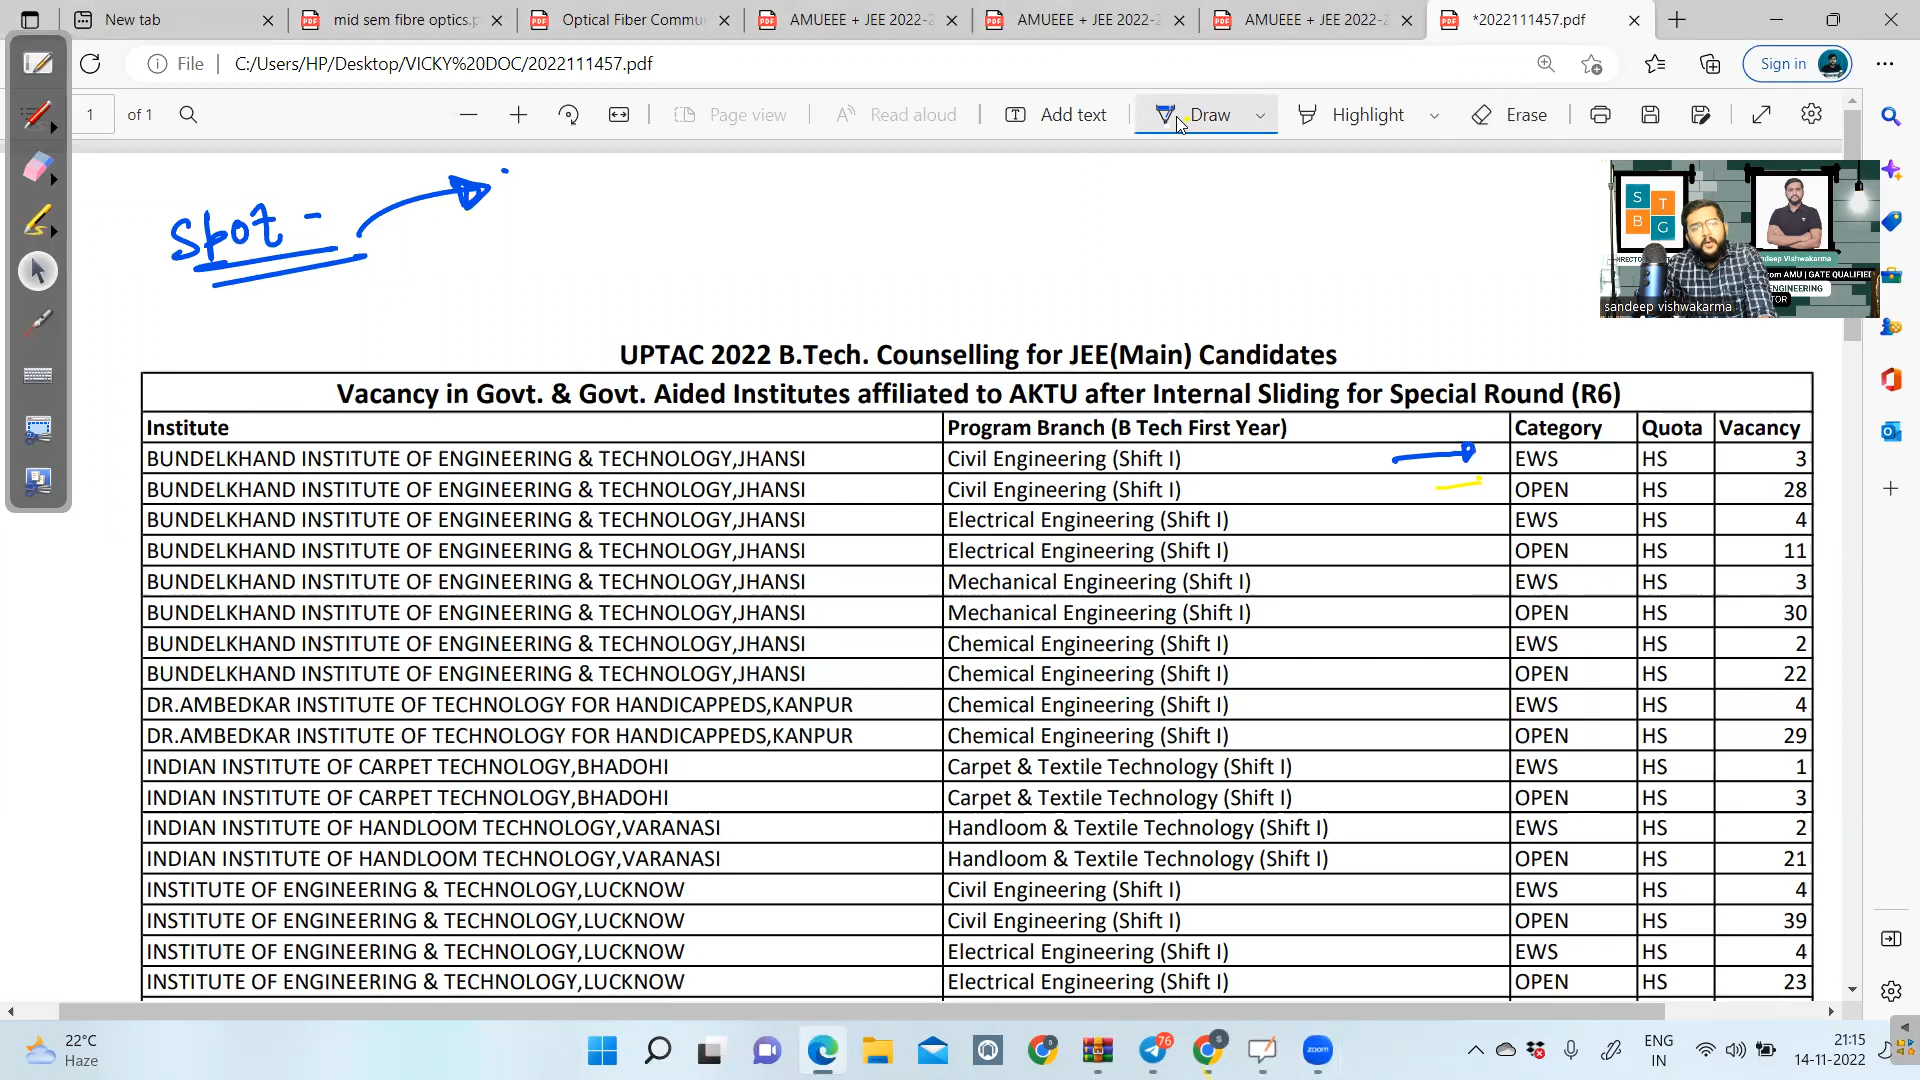 New tab
mid sem fibre optics.p
Optical Fiber Commu
AMUEEE + JEE 2022-2
AMUEEE + JEE 2022-2
AMUEEE + JEE 2022-2
*2022111457.pdf
File
C:/Users/HP/Desktop/VICKY%20DOC/2022111457.pdf
Sign in
1 of 1
Page view
Read aloud
Add text
Draw
Highlight
Erase
Spot -
S T
B G
DIRECTO
ndeep Vishwakarma
rom AMU | GATE QUALIFIED
ENGINEERING
TOR
sandeep vishwakarma
UPTAC 2022 B.Tech. Counselling for JEE(Main) Candidates
Vacancy in Govt. & Govt. Aided Institutes affiliated to AKTU after Internal Sliding for Special Round (R6)
Institute Program Branch (B Tech First Year) Category Quota Vacancy
BUNDELKHAND INSTITUTE OF ENGINEERING & TECHNOLOGY,JHANSI Civil Engineering (Shift I) EWS HS 3
BUNDELKHAND INSTITUTE OF ENGINEERING & TECHNOLOGY,JHANSI Civil Engineering (Shift I) OPEN HS 28
BUNDELKHAND INSTITUTE OF ENGINEERING & TECHNOLOGY,JHANSI Electrical Engineering (Shift I) EWS HS 4
BUNDELKHAND INSTITUTE OF ENGINEERING & TECHNOLOGY,JHANSI Electrical Engineering (Shift I) OPEN HS 11
BUNDELKHAND INSTITUTE OF ENGINEERING & TECHNOLOGY,JHANSI Mechanical Engineering (Shift I) EWS HS 3
BUNDELKHAND INSTITUTE OF ENGINEERING & TECHNOLOGY,JHANSI Mechanical Engineering (Shift I) OPEN HS 30
BUNDELKHAND INSTITUTE OF ENGINEERING & TECHNOLOGY,JHANSI Chemical Engineering (Shift I) EWS HS 2
BUNDELKHAND INSTITUTE OF ENGINEERING & TECHNOLOGY,JHANSI Chemical Engineering (Shift I) OPEN HS 22
DR.AMBEDKAR INSTITUTE OF TECHNOLOGY FOR HANDICAPPEDS,KANPUR Chemical Engineering (Shift I) EWS HS 4
DR.AMBEDKAR INSTITUTE OF TECHNOLOGY FOR HANDICAPPEDS,KANPUR Chemical Engineering (Shift I) OPEN HS 29
INDIAN INSTITUTE OF CARPET TECHNOLOGY,BHADOHI Carpet & Textile Technology (Shift I) EWS HS 1
INDIAN INSTITUTE OF CARPET TECHNOLOGY,BHADOHI Carpet & Textile Technology (Shift I) OPEN HS 3
INDIAN INSTITUTE OF HANDLOOM TECHNOLOGY,VARANASI Handloom & Textile Technology (Shift I) EWS HS 2
INDIAN INSTITUTE OF HANDLOOM TECHNOLOGY,VARANASI Handloom & Textile Technology (Shift I) OPEN HS 21
INSTITUTE OF ENGINEERING & TECHNOLOGY,LUCKNOW Civil Engineering (Shift I) EWS HS 4
INSTITUTE OF ENGINEERING & TECHNOLOGY,LUCKNOW Civil Engineering (Shift I) OPEN HS 39
INSTITUTE OF ENGINEERING & TECHNOLOGY,LUCKNOW Electrical Engineering (Shift I) EWS HS 4
INSTITUTE OF ENGINEERING & TECHNOLOGY,LUCKNOW Electrical Engineering (Shift I) OPEN HS 23
22°C
Haze
76
zoom
ENG
IN
21:15
14-11-2022